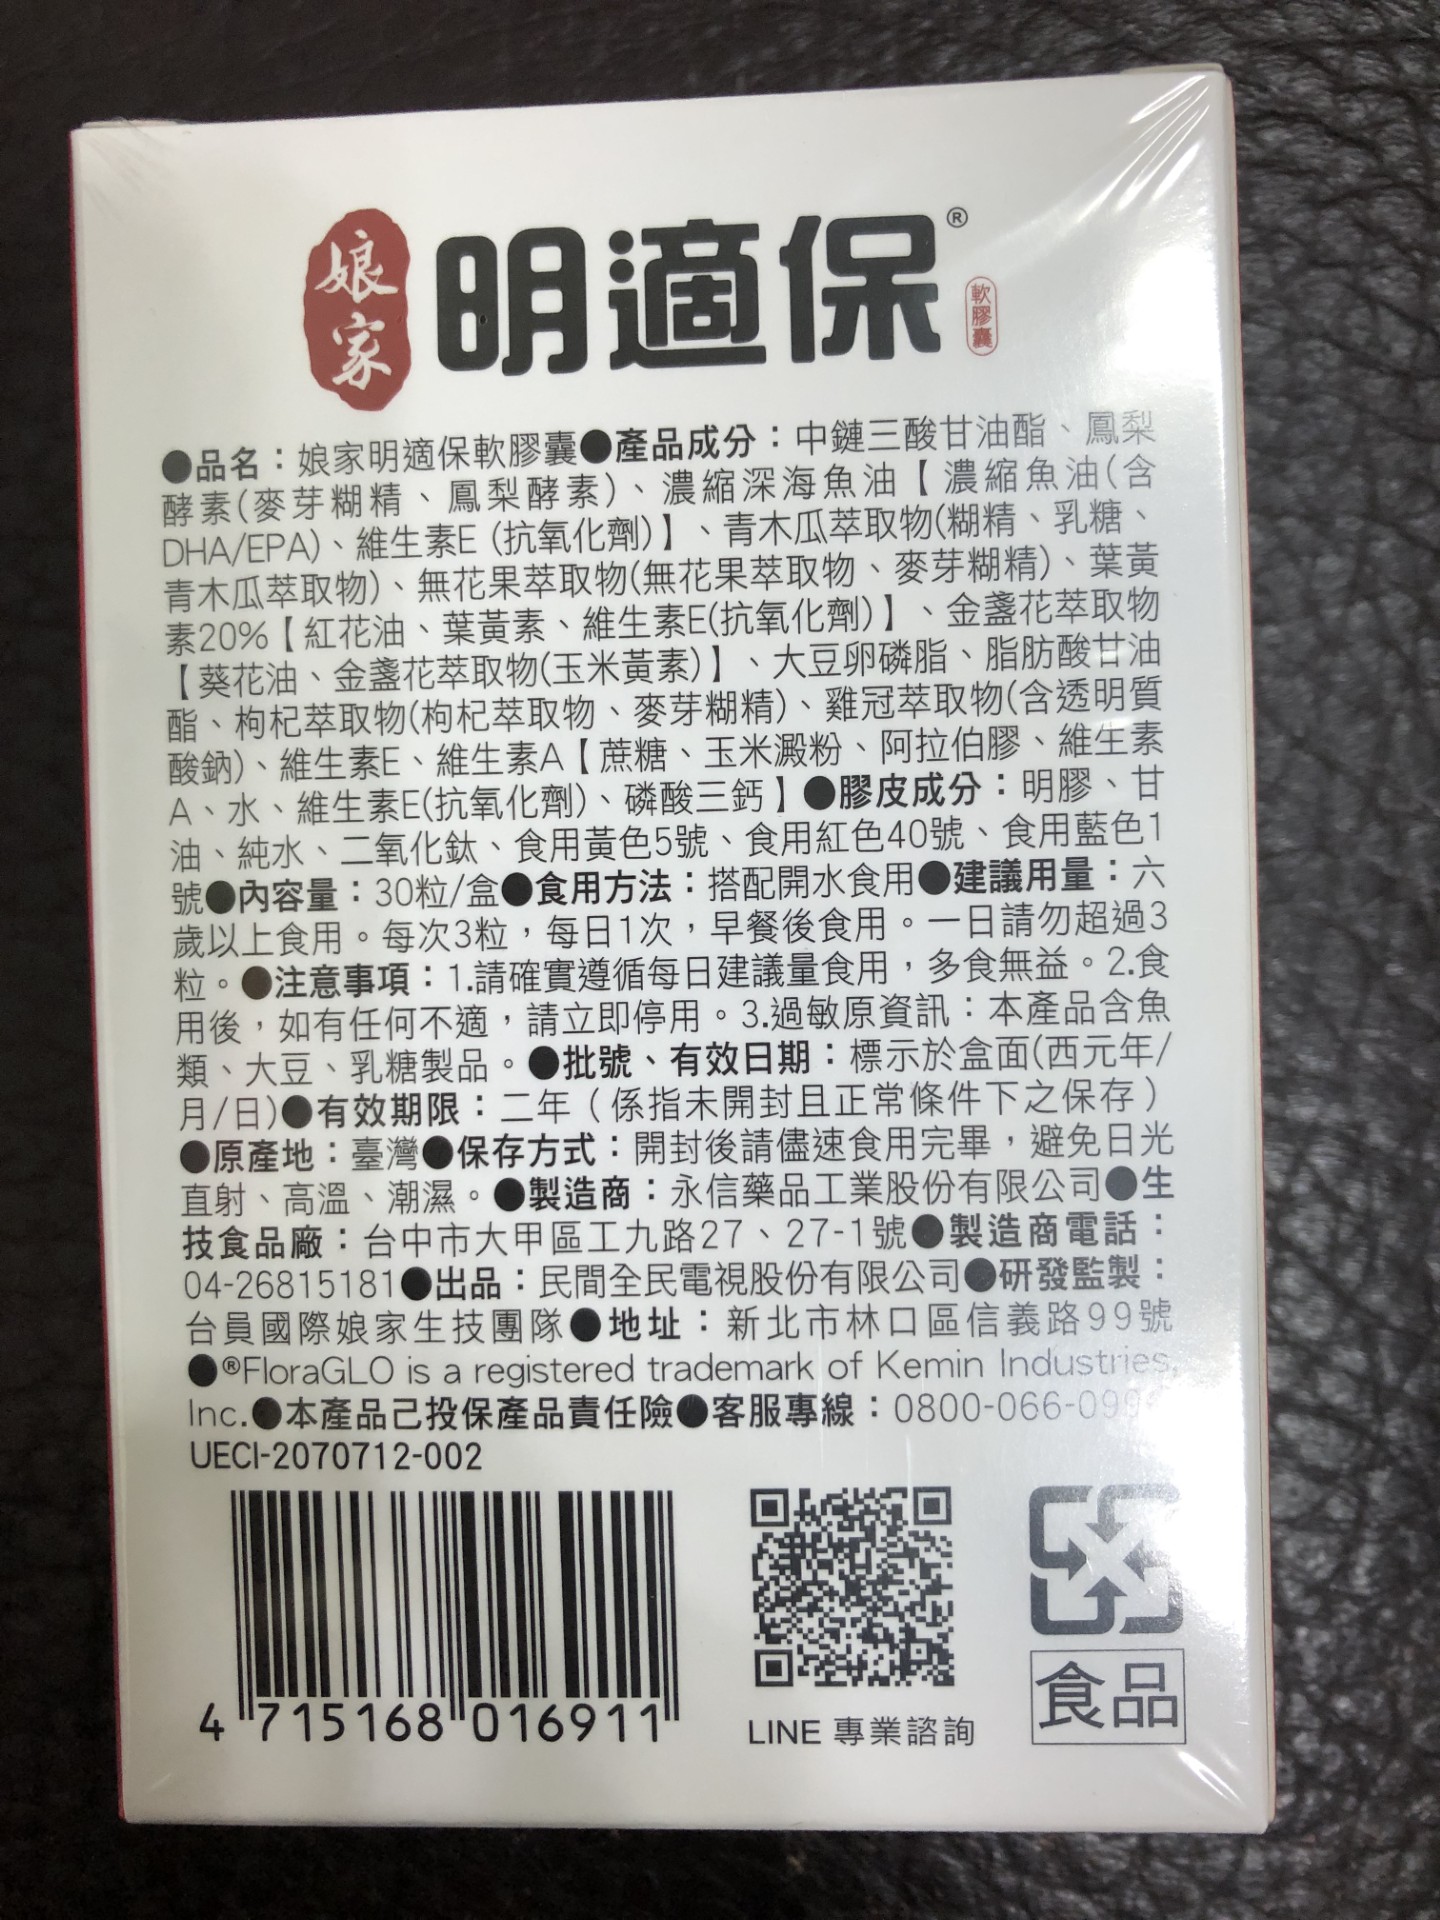 娘家
明適保®
軟膠囊
●品名：娘家明適保軟膠囊●產品成分：中鏈三酸甘油酯、鳳梨
酵素(麥芽糊精、鳳梨酵素)、濃縮深海魚油【濃縮魚油(含
DHA/EPA)、維生素E (抗氧化劑)】、青木瓜萃取物(糊精、乳糖、
青木瓜萃取物)、無花果萃取物(無花果萃取物、麥芽糊精)、葉黃
素20%【紅花油、葉黃素、維生素E(抗氧化劑)】、金盞花萃取物
【葵花油、金盞花萃取物(玉米黃素)】、大豆卵磷脂、脂肪酸甘油
酯、枸杞萃取物(枸杞萃取物、麥芽糊精)、雞冠萃取物(含透明質
酸鈉)、維生素E、維生素A【蔗糖、玉米澱粉、阿拉伯膠、維生素
A、水、維生素E(抗氧化劑)、磷酸三鈣】●膠皮成分：明膠、甘
油、純水、二氧化鈦、食用黃色5號、食用紅色40號、食用藍色1
號●內容量：30粒/盒●食用方法：搭配開水食用●建議用量：六
歲以上食用。每次3粒，每日1次，早餐後食用。一日請勿超過3
粒。●注意事項：1.請確實遵循每日建議量食用，多食無益。2.食
用後，如有任何不適，請立即停用。3.過敏原資訊：本產品含魚
類、大豆、乳糖製品。●批號、有效日期：標示於盒面(西元年/
月/日)●有效期限：二年（係指未開封且正常條件下之保存）
●原產地：臺灣●保存方式：開封後請儘速食用完畢，避免日光
直射、高溫、潮濕。●製造商：永信藥品工業股份有限公司●生
技食品廠：台中市大甲區工九路27、27-1號●製造商電話：
04-26815181●出品：民間全民電視股份有限公司●研發監製：
台員國際娘家生技團隊●地址：新北市林口區信義路99號
●®FloraGLO is a registered trademark of Kemin Industries,
Inc.●本產品已投保產品責任險●客服專線：
UECI-2070712-002
4 715168 016911
LINE 專業諮詢
食品